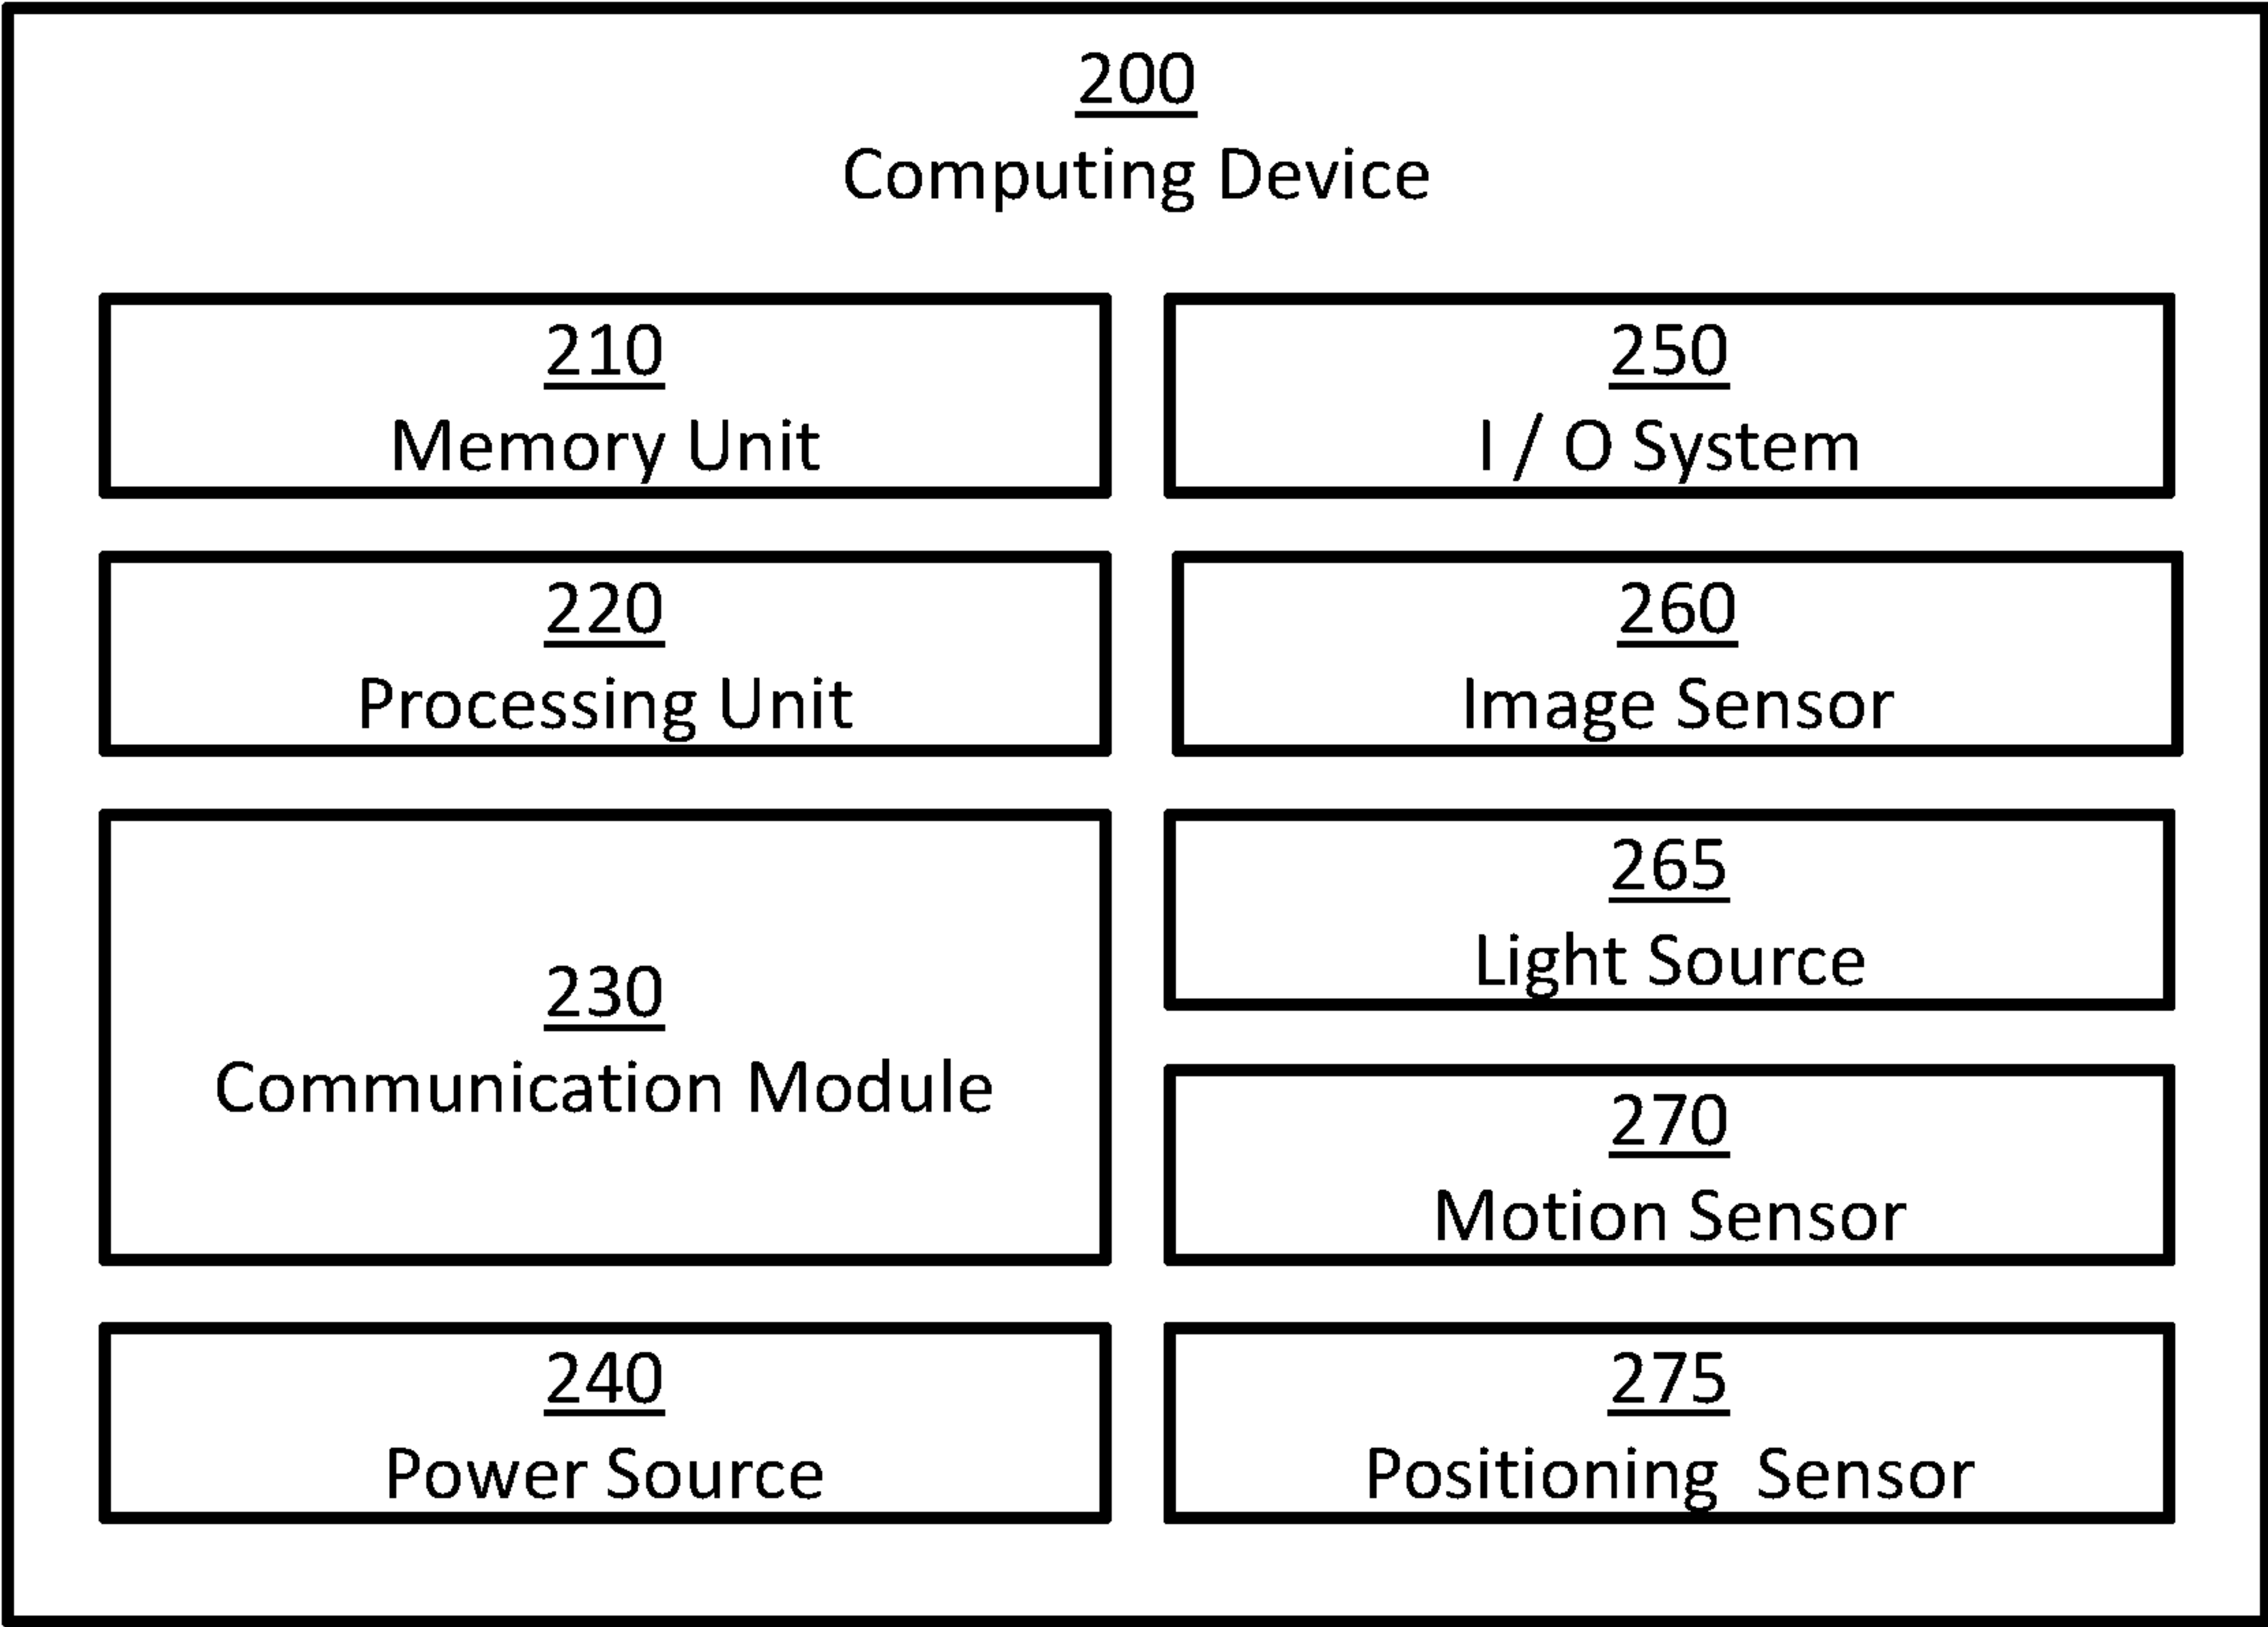 200
Computing Device
210
Memory Unit
220
Processing Unit
230
Communication Module
240
Power Source
250
I / O System
260
Image Sensor
265
Light Source
270
Motion Sensor
275
Positioning  Sensor